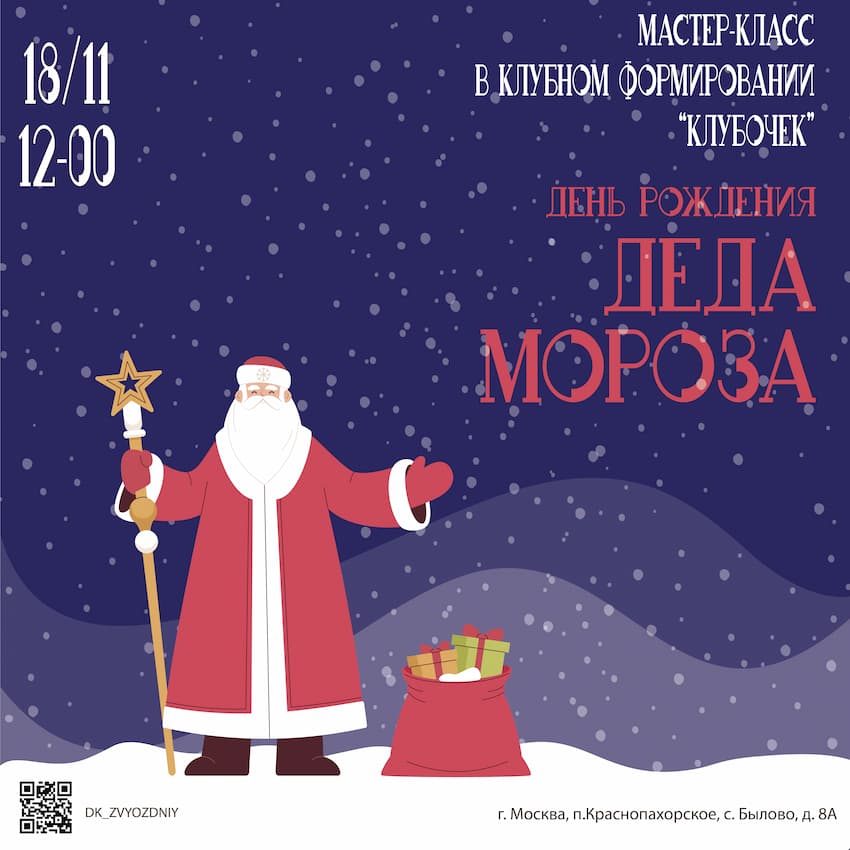 18/11
12-00
МАСТЕР-КЛАСС
В КЛУБНОМ ФОРМИРОВАНИИ
“КЛУБОЧЕК”
ДЕНЬ РОЖДЕНИЯ
ДЕДА
МОРОЗА
DK_ZVYOZDNIY
г. Москва, п.Краснопахорское, с. Былово, д. 8А